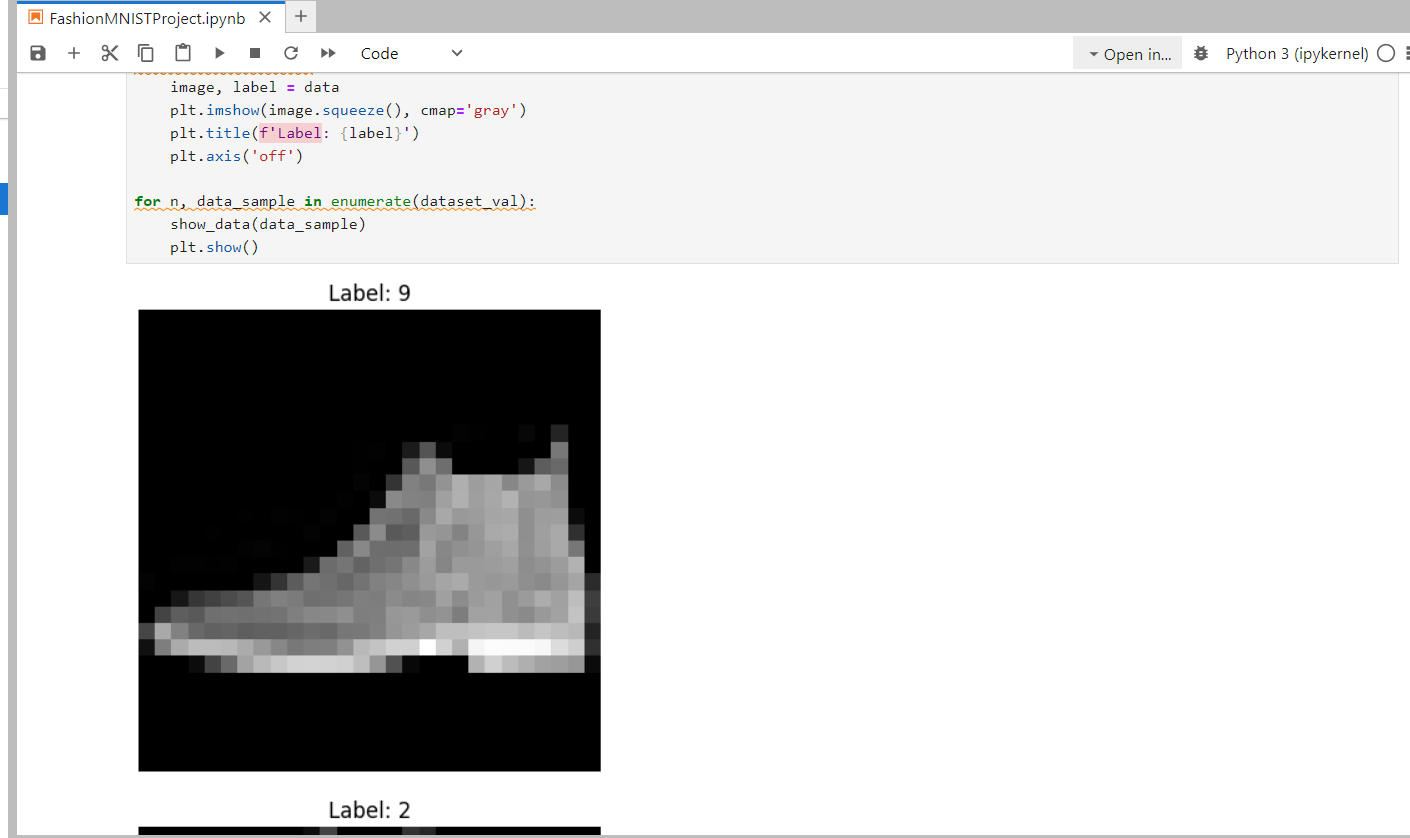 FashionMNISTProject.ipynb
Code
Open in...
Python 3 (ipykernel)
image, label = data
plt.imshow(image.squeeze(), cmap='gray')
plt.title(f'Label: {label}')
plt.axis('off')
for n, data_sample in enumerate(dataset_val):
show_data(data_sample)
plt.show()
Label: 9
Label: 2